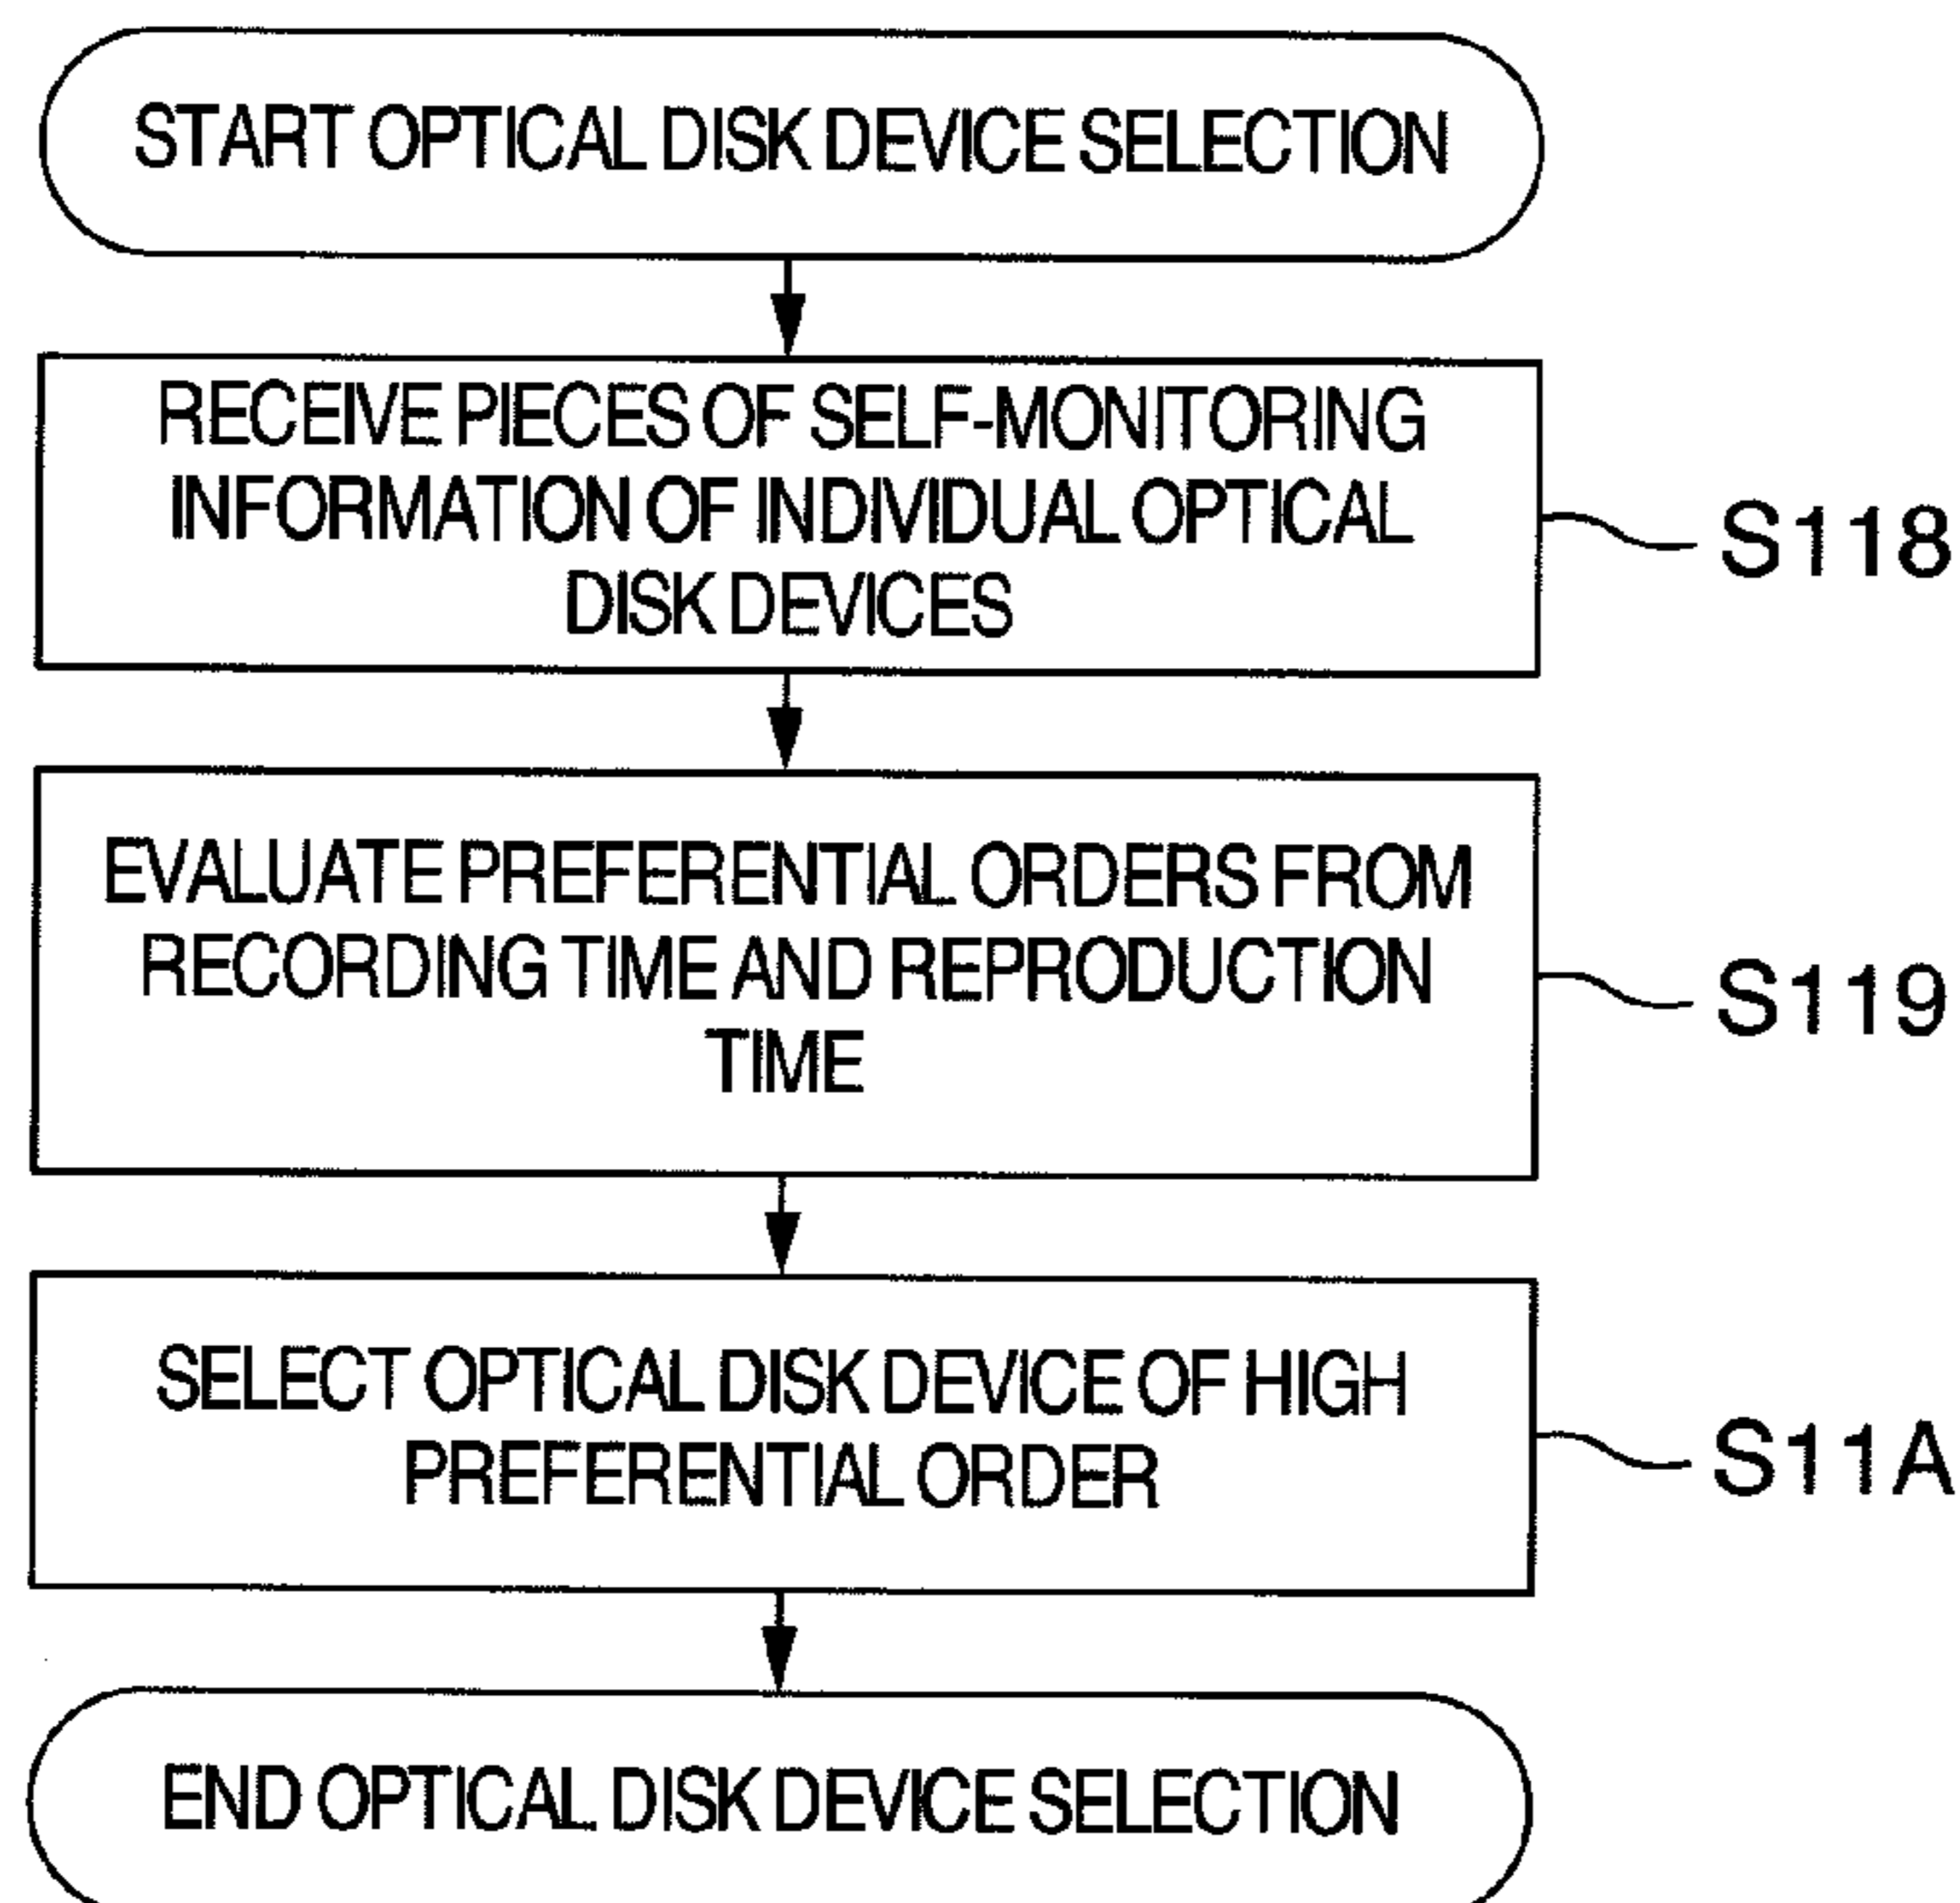 START OPTICAL DISK DEVICE SELECTION
RECEIVE PIECES OF SELF-MONITORING
INFORMATION OF INDIVIDUAL OPTICAL
DISK DEVICES
S118
EVALUATE PREFERENTIAL ORDERS FROM
RECORDING TIME AND REPRODUCTION
TIME
S119
SELECT OPTICAL DISK DEVICE OF HIGH
PREFERENTIAL ORDER
S11A
END OPTICAL DISK DEVICE SELECTION